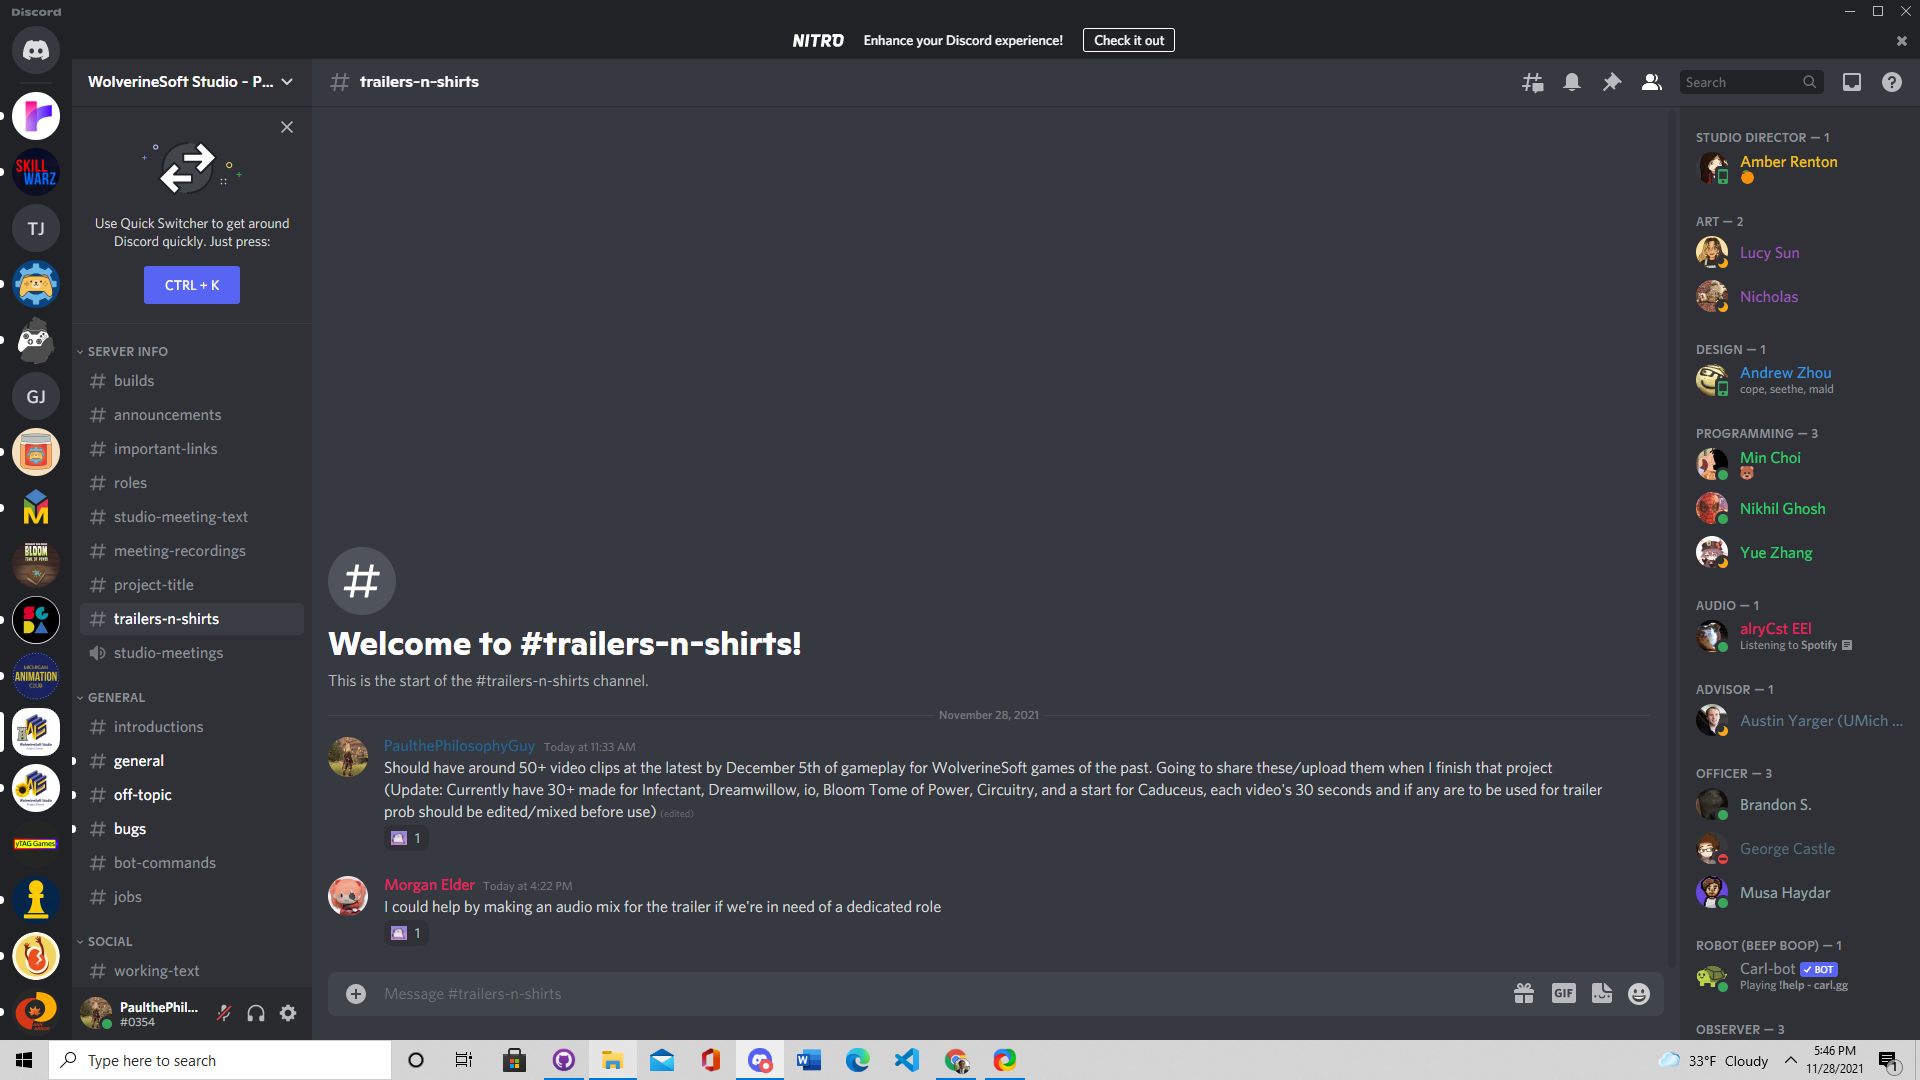 Discord
NITRO Enhance your Discord experience! Check it out
WolverineSoft Studio - P...
trailers-n-shirts
Search
SKILL WARZ
TJ
GJ
BLOOM
MICHIGAN
ANIMATION
CLUB
yTAG Games
Use Quick Switcher to get around
Discord quickly. Just press:
CTRL + K
SERVER INFO
builds
announcements
important-links
roles
studio-meeting-text
meeting-recordings
project-title
trailers-n-shirts
studio-meetings
GENERAL
introductions
general
off-topic
bugs
bot-commands
jobs
SOCIAL
working-text
PaulthePhil...
#0354
Welcome to #trailers-n-shirts!
This is the start of the #trailers-n-shirts channel.
November 28, 2021
PaulthePhilosophyGuy Today at 11:33 AM
Should have around 50+ video clips at the latest by December 5th of gameplay for WolverineSoft games of the past. Going to share these/upload them when I finish that project
(Update: Currently have 30+ made for Infectant, Dreamwillow, io, Bloom Tome of Power, Circuitry, and a start for Caduceus, each video's 30 seconds and if any are to be used for trailer
prob should be edited/mixed before use) (edited)
1
Morgan Elder Today at 4:22 PM
I could help by making an audio mix for the trailer if we're in need of a dedicated role
1
Message #trailers-n-shirts
GIF
STUDIO DIRECTOR — 1
Amber Renton
ART — 2
Lucy Sun
Nicholas
DESIGN — 1
Andrew Zhou
cope, seethe, mald
PROGRAMMING — 3
Min Choi
Nikhil Ghosh
Yue Zhang
AUDIO — 1
alryCst EEl
Listening to Spotify
ADVISOR — 1
Austin Yarger (UMich ...
OFFICER — 3
Brandon S.
George Castle
Musa Haydar
ROBOT (BEEP BOOP) — 1
Carl-bot BOT
Playing !help - carl.gg
OBSERVER — 3
Type here to search
33°F Cloudy
5:46 PM
11/28/2021
1